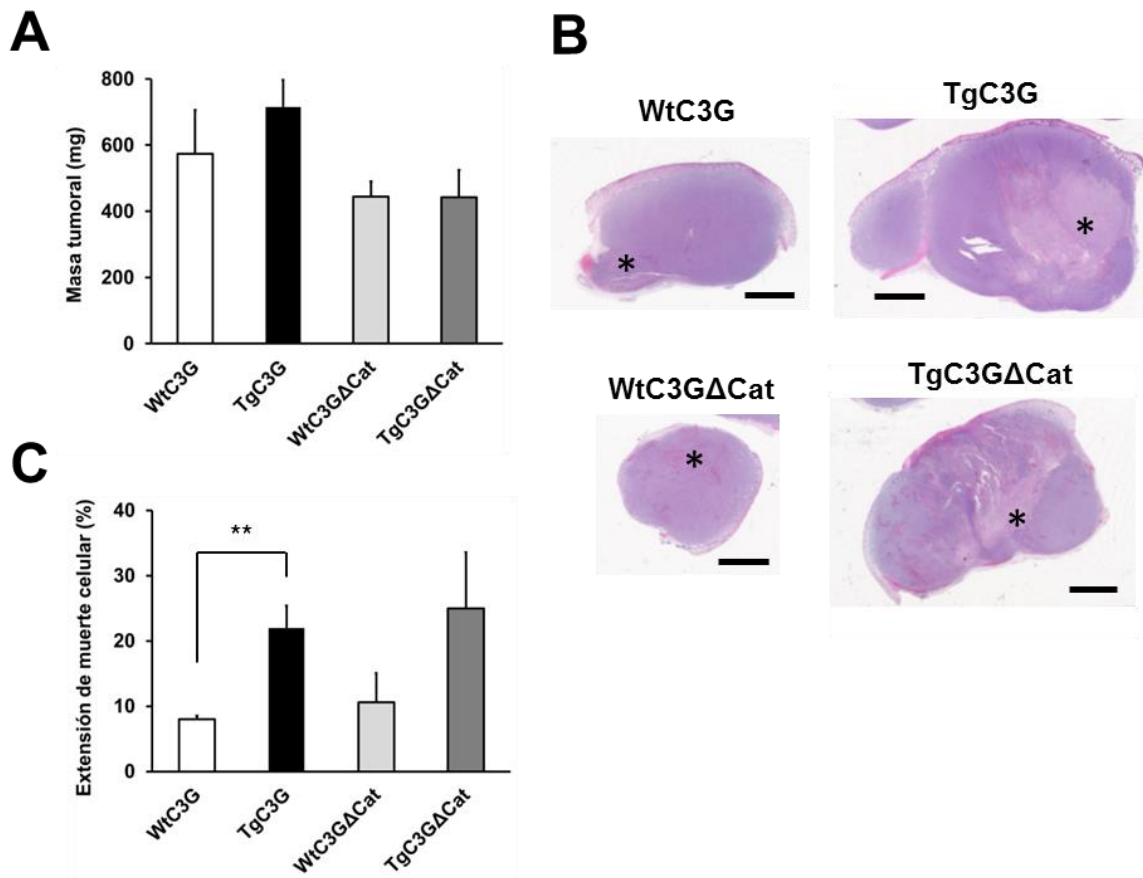 A
Masa tumoral (mg)
800
600
400
200
0
WtC3G
TgC3G
WtC3GΔCat
TgC3GΔCat
B
WtC3G
*
TgC3G
*
WtC3GΔCat
*
TgC3GΔCat
*
C
Extensión de muerte celular (%)
40
30
20
10
0
**
WtC3G
TgC3G
WtC3GΔCat
TgC3GΔCat